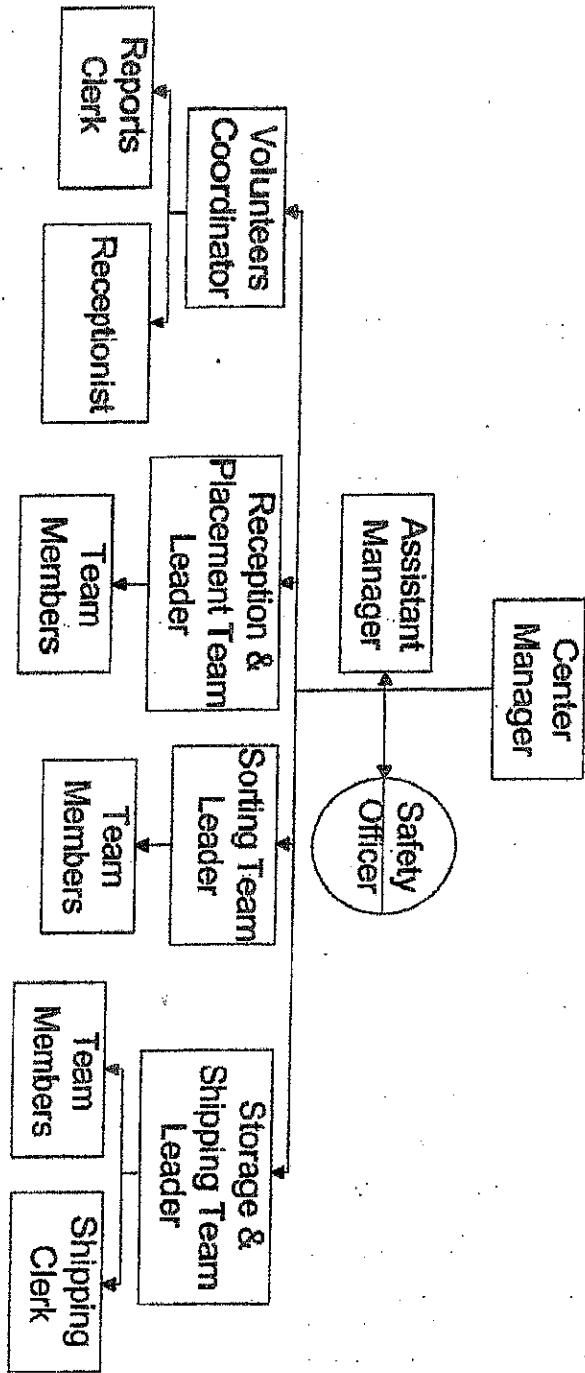 Center
Manager
Assistant
Manager
Safety
Officer
Volunteers
Coordinator
Reception &
Placement Team
Leader
Sorting Team
Leader
Storage &
Shipping Team
Leader
Reports
Clerk
Receptionist
Team
Members
Team
Members
Team
Members
Shipping
Clerk